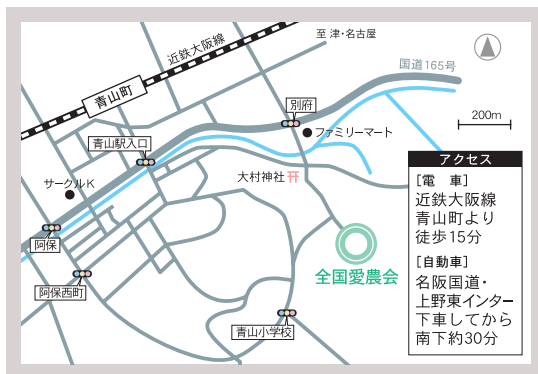 至 津・名古屋
近鉄大阪線
国道165号
青山町
別府
200m
ファミリーマート
青山駅入口
大村神社
サークルK
阿保
阿保西町
全国愛農会
青山小学校
アクセス
[電　車]
近鉄大阪線
青山町より
徒歩15分
[自動車]
名阪国道・
上野東インター
下車してから
南下約30分